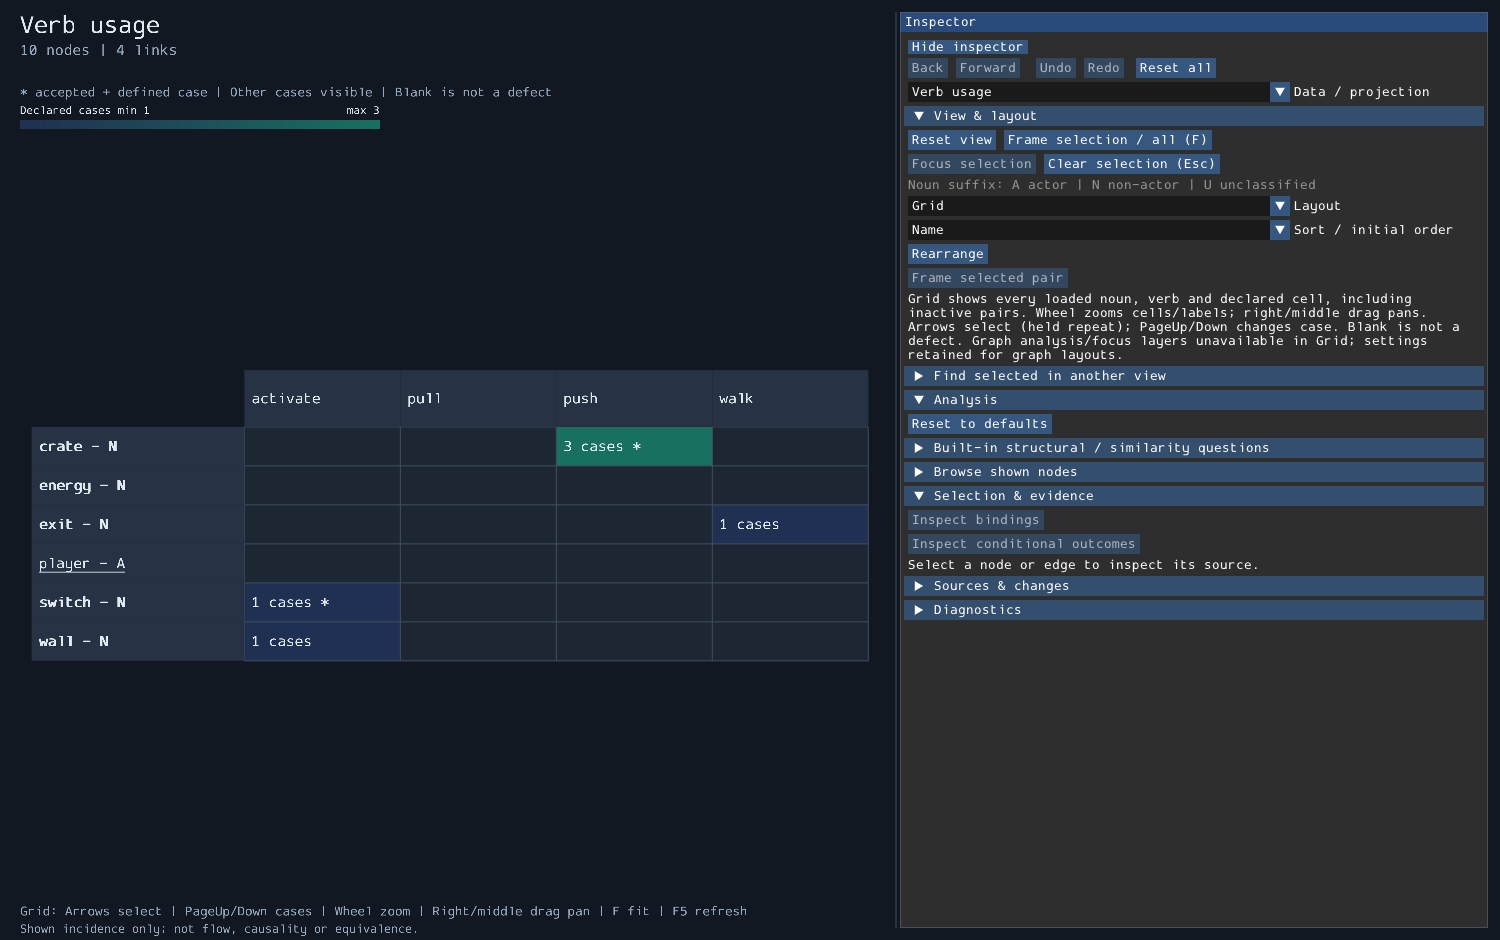 Verb usage
10 nodes | 4 links
* accepted + defined case | Other cases visible | Blank is not a defect
Declared cases min 1 max 3
activate pull push walk
crate - N 3 cases *
energy - N
exit - N 1 cases
player - A
switch - N 1 cases *
wall - N 1 cases
Grid: Arrows select | PageUp/Down cases | Wheel zoom | Right/middle drag pan | F fit | F5 refresh
Shown incidence only: not flow, causality or equivalence.
Inspector
Hide inspector
Back Forward Undo Redo Reset all
Verb usage ▼ Data / projection
▼ View & layout
Reset view Frame selection / all (F)
Focus selection Clear selection (Esc)
Noun suffix: A actor | N non-actor | U unclassified
Grid ▼ Layout
Name ▼ Sort / initial order
Rearrange
Frame selected pair
Grid shows every loaded noun, verb and declared cell, including
inactive pairs. Wheel zooms cells/labels; right/middle drag pans.
Arrows select (held repeat); PageUp/Down changes case. Blank is not a
defect. Graph analysis/focus layers unavailable in Grid; settings
retained for graph layouts.
▶ Find selected in another view
▼ Analysis
Reset to defaults
▶ Built-in structural / similarity questions
▶ Browse shown nodes
▼ Selection & evidence
Inspect bindings
Inspect conditional outcomes
Select a node or edge to inspect its source.
▶ Sources & changes
▶ Diagnostics